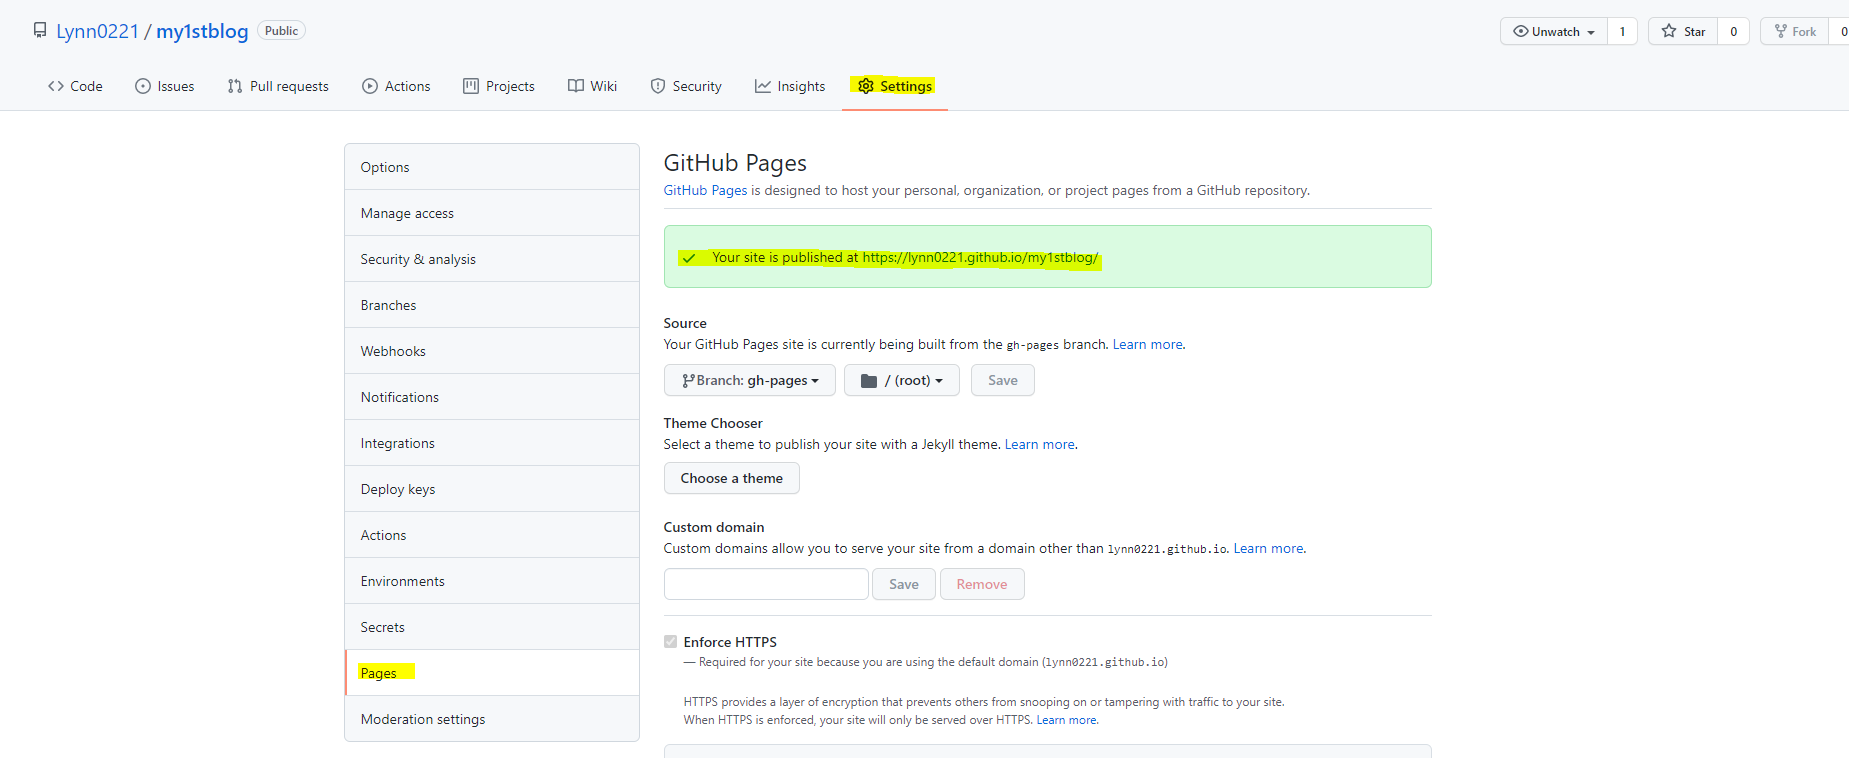 Lynn0221 / my1stblog Public
Unwatch 1 Star 0 Fork 0
Code Issues Pull requests Actions Projects Wiki Security Insights Settings
Options
Manage access
Security & analysis
Branches
Webhooks
Notifications
Integrations
Deploy keys
Actions
Environments
Secrets
Pages
Moderation settings
GitHub Pages
GitHub Pages is designed to host your personal, organization, or project pages from a GitHub repository.
Your site is published at https://lynn0221.github.io/my1stblog/
Source
Your GitHub Pages site is currently being built from the gh-pages branch. Learn more.
Branch: gh-pages / (root) Save
Theme Chooser
Select a theme to publish your site with a Jekyll theme. Learn more.
Choose a theme
Custom domain
Custom domains allow you to serve your site from a domain other than lynn0221.github.io. Learn more.
Save Remove
Enforce HTTPS
— Required for your site because you are using the default domain (lynn0221.github.io)
HTTPS provides a layer of encryption that prevents others from snooping on or tampering with traffic to your site.
When HTTPS is enforced, your site will only be served over HTTPS. Learn more.